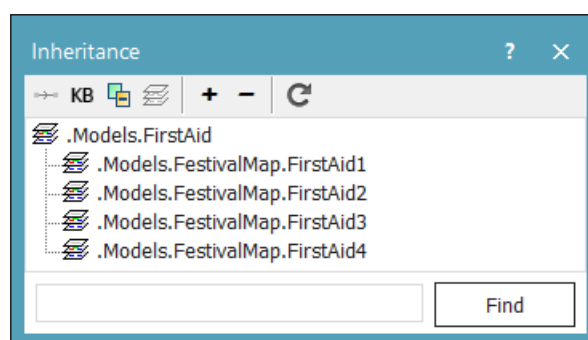 Inheritance ? ×
KB + −
.Models.FirstAid
.Models.FestivalMap.FirstAid1
.Models.FestivalMap.FirstAid2
.Models.FestivalMap.FirstAid3
.Models.FestivalMap.FirstAid4
Find